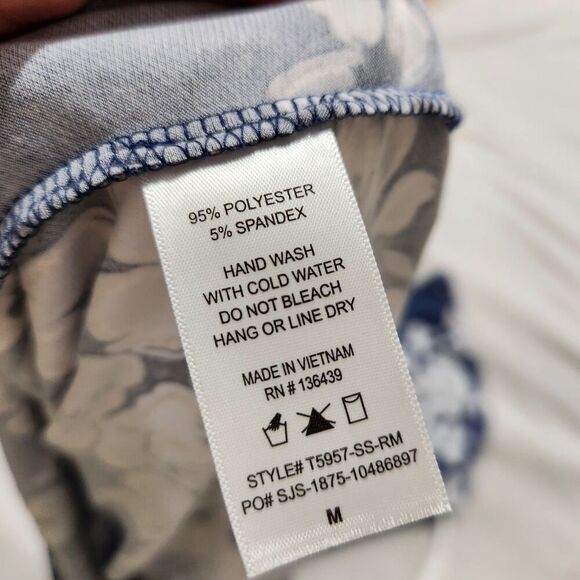 95% POLYESTER
5% SPANDEX
HAND WASH
WITH COLD WATER
DO NOT BLEACH
HANG OR LINE DRY
MADE IN VIETNAM
RN # 136439
STYLE# T5957-SS-RM
PO# SJS-1875-10486897
M